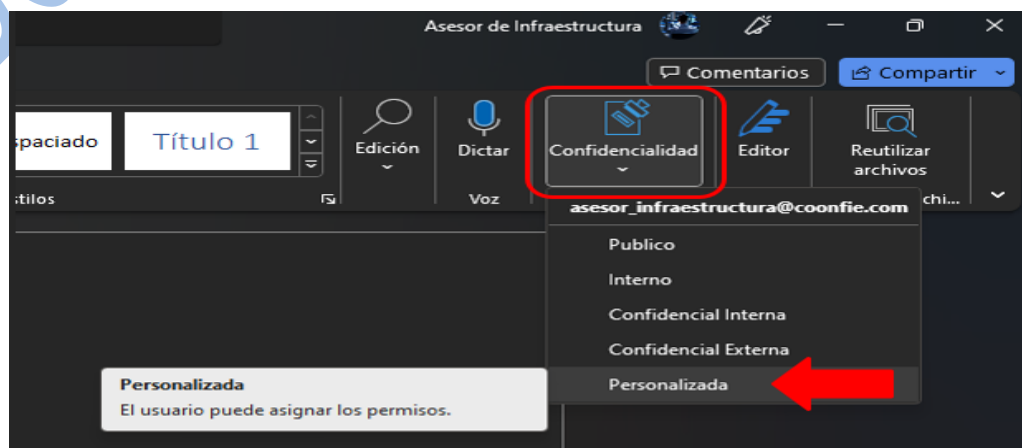 Asesor de Infraestructura
Comentarios
Compartir
spaciado
Título 1
Edición
Dictar
Confidencialidad
Editor
Reutilizar
archivos
stilos
Voz
chi...
asesor_infraestructura@coonfie.com
Publico
Interno
Confidencial Interna
Confidencial Externa
Personalizada
Personalizada
El usuario puede asignar los permisos.